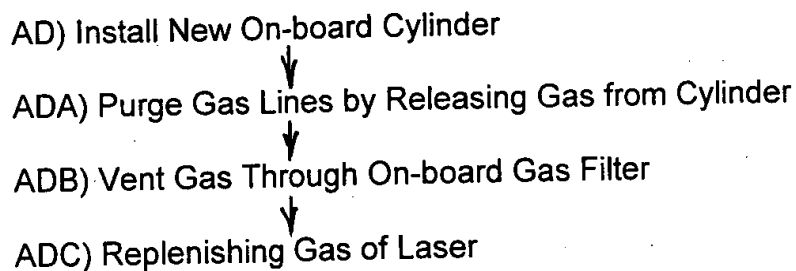 AD) Install New On-board Cylinder
ADA) Purge Gas Lines by Releasing Gas from Cylinder
ADB) Vent Gas Through On-board Gas Filter
ADC) Replenishing Gas of Laser